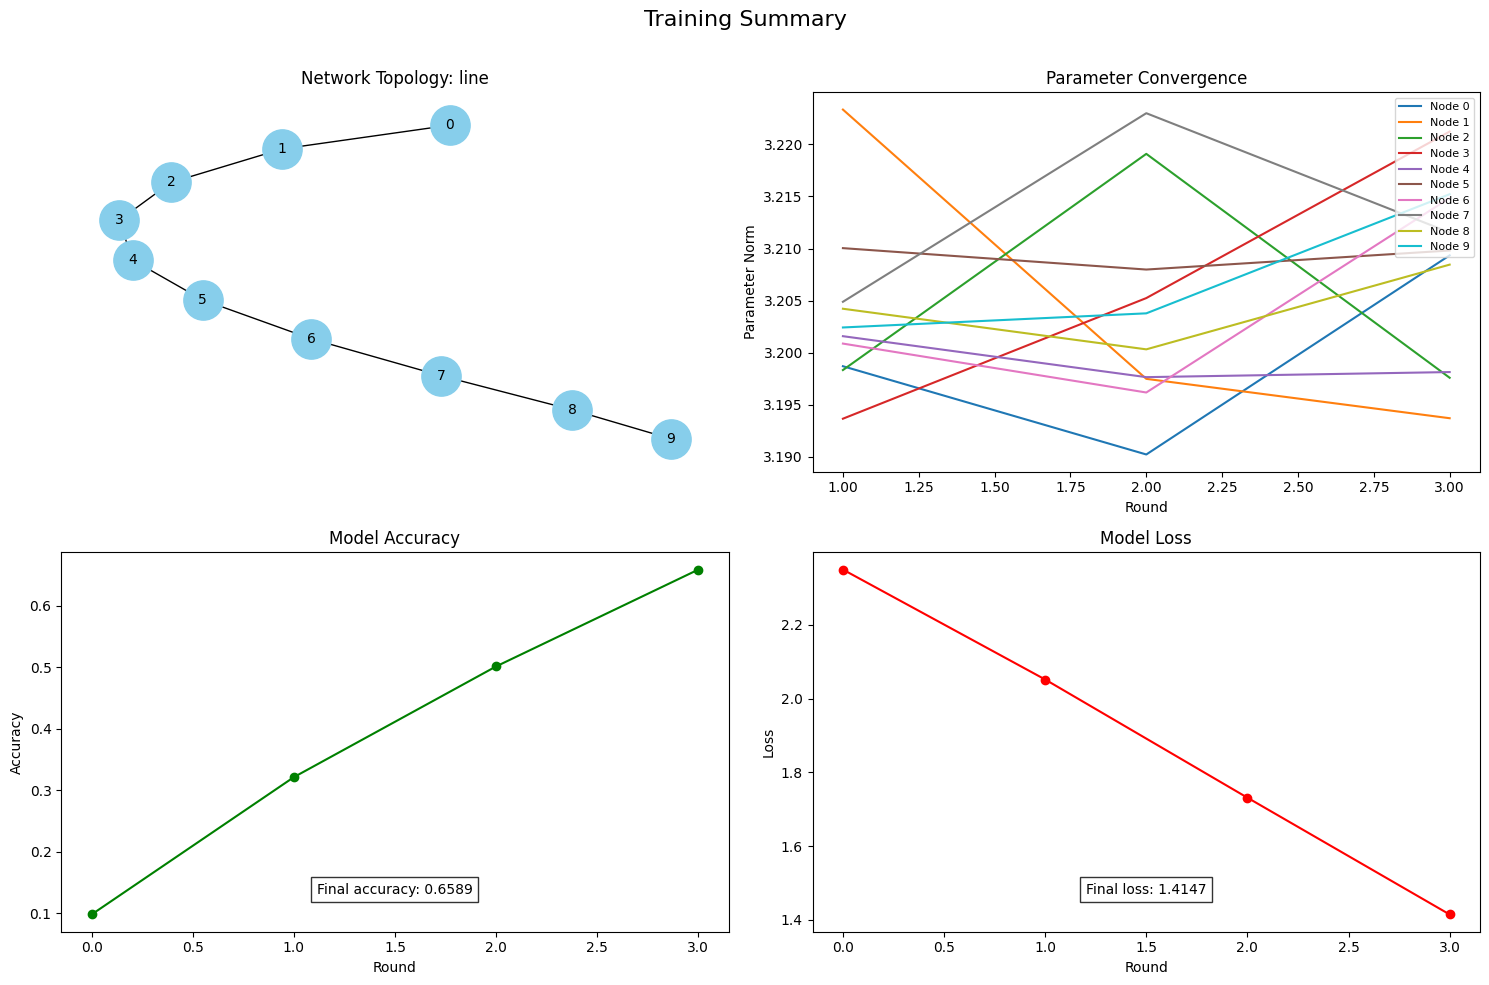 Training Summary
Network Topology: line
0
1
2
3
4
5
6
7
8
9
Parameter Convergence
Node 0
Node 1
Node 2
Node 3
Node 4
Node 5
Node 6
Node 7
Node 8
Node 9
3.220
3.215
3.210
3.205
3.200
3.195
3.190
Parameter Norm
1.00 1.25 1.50 1.75 2.00 2.25 2.50 2.75 3.00
Round
Model Accuracy
0.6
0.5
0.4
0.3
0.2
0.1
Accuracy
Final accuracy: 0.6589
0.0 0.5 1.0 1.5 2.0 2.5 3.0
Round
Model Loss
2.2
2.0
1.8
1.6
1.4
Loss
Final loss: 1.4147
0.0 0.5 1.0 1.5 2.0 2.5 3.0
Round